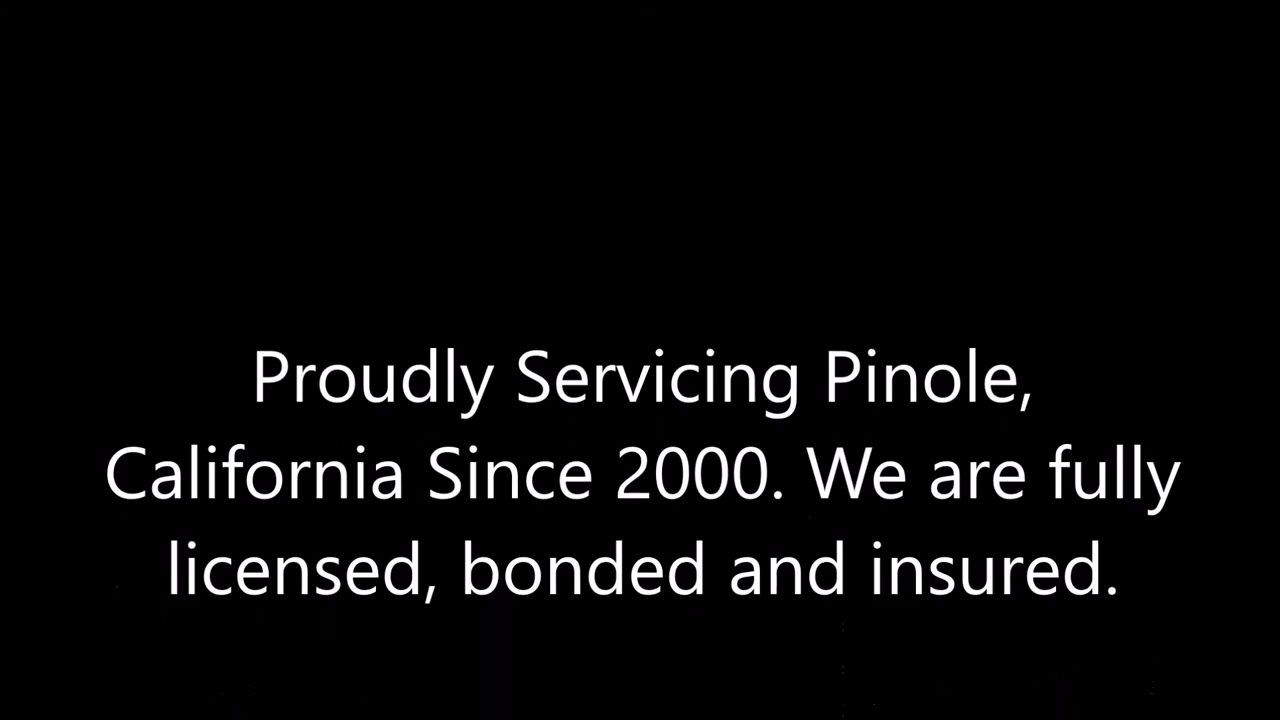 Proudly Servicing Pinole,
California Since 2000. We are fully
licensed, bonded and insured.